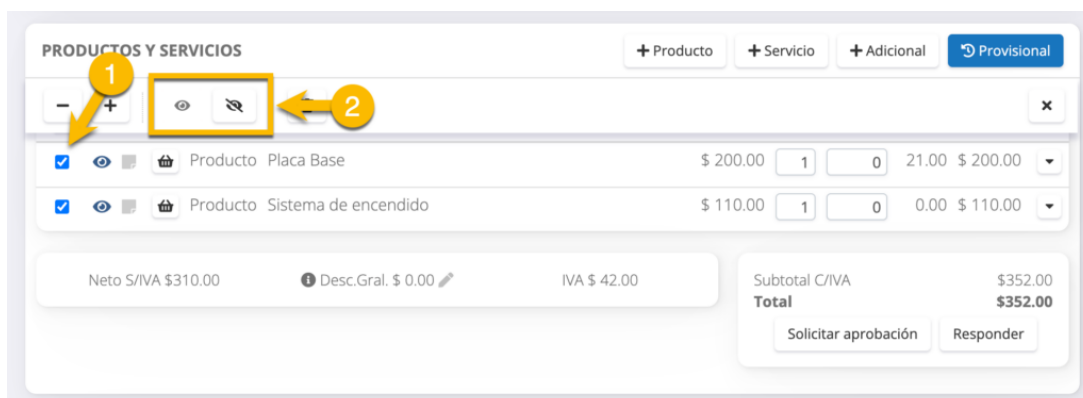 PRODUCTOS Y SERVICIOS + Producto + Servicio + Adicional Provisional
1
- + 2 ×
Producto Placa Base $ 200.00 1 0 21.00 $ 200.00
Producto Sistema de encendido $ 110.00 1 0 0.00 $ 110.00
Neto S/IVA $310.00 Desc.Gral. $ 0.00 IVA $ 42.00 Subtotal C/IVA $352.00
Total $352.00
Solicitar aprobación Responder